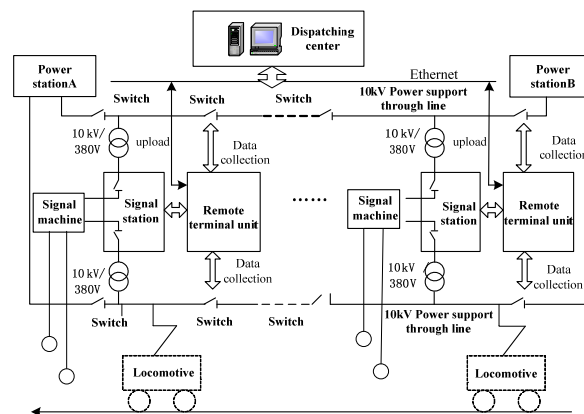 Dispatching
center
Power
stationA
Ethernet
Power
stationB
Switch
Switch
Switch
10kV Power support
through line
Switch
10 kV/
380V
upload
Data
collection
10 kV/
380V
upload
Data
collection
Signal
machine
Signal
station
Remote
terminal unit
......
Signal
machine
Signal
station
Remote
terminal unit
10 kV/
380V
Data
collection
10 kV/
380V
Data
collection
Switch
Switch
Switch
10kV Power support
through line
Locomotive
Locomotive